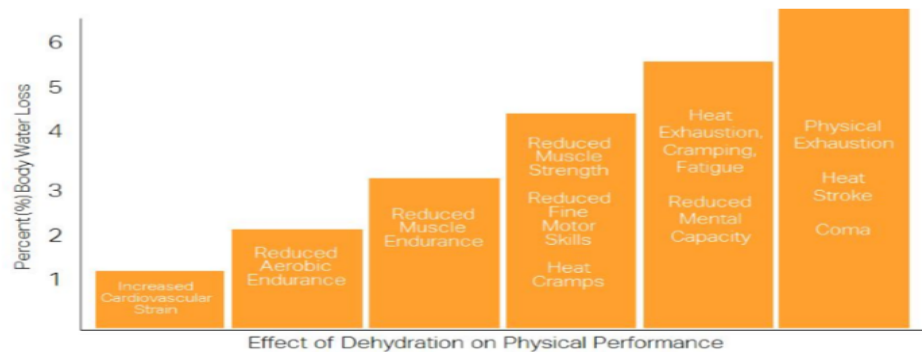 Percent(%)Body Water Loss
6
5
4
3
2
1
Increased
Cardiovascular
Strain
Reduced
Aerobic
Endurance
Reduced
Muscle
Endurance
Reduced
Muscle
Strength
Reduced
Fine
Motor
Skills
Heat
Cramps
Heat
Exhaustion,
Cramping,
Fatigue
Reduced
Mental
Capacity
Physical
Exhaustion
Heat
Stroke
Coma
Effect of Dehydration on Physical Performance